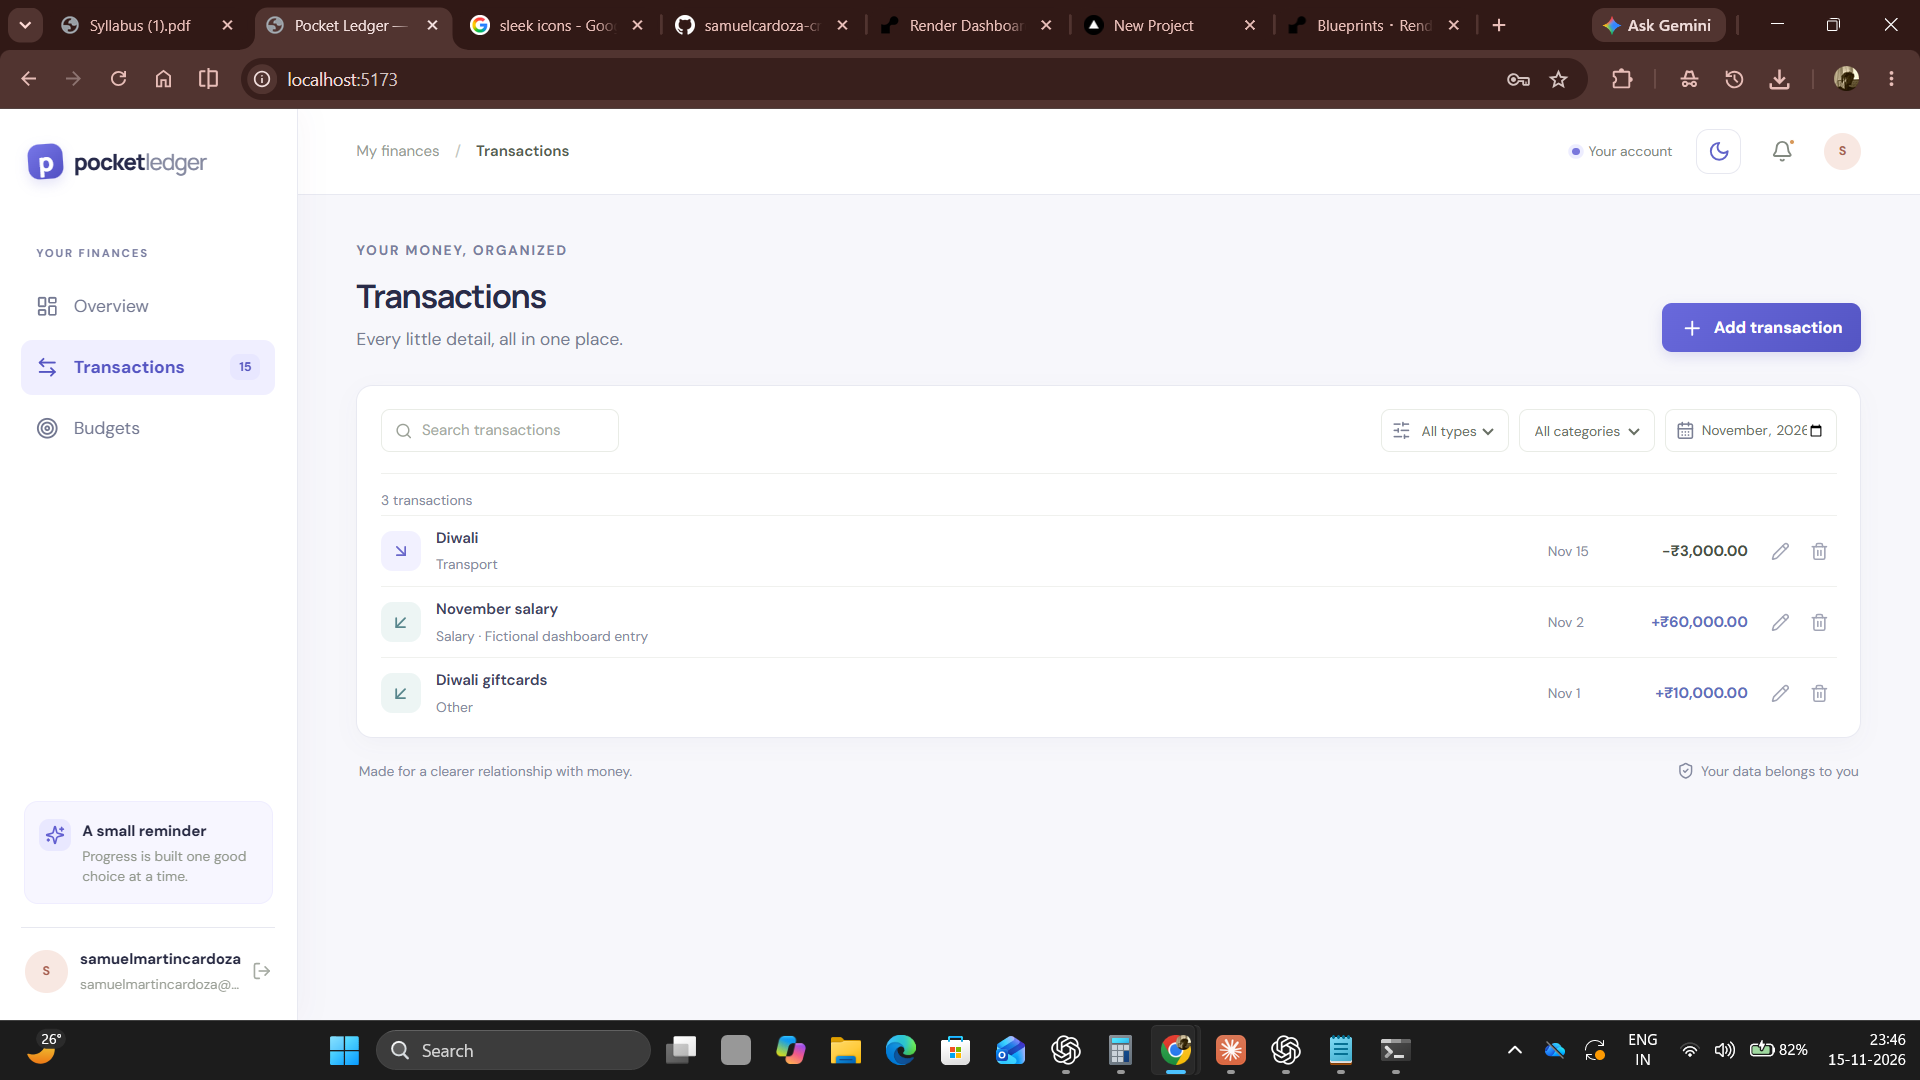 Syllabus (1).pdf
Pocket Ledger —
sleek icons - Goo
samuelcardoza-cr
Render Dashboar
New Project
Blueprints · Rend
Ask Gemini
localhost:5173
p pocketledger
My finances / Transactions
Your account
S
YOUR FINANCES
Overview
Transactions 15
Budgets
YOUR MONEY, ORGANIZED
Transactions
Every little detail, all in one place.
Add transaction
Search transactions
All types
All categories
November, 2026
3 transactions
Diwali
Transport
Nov 15
-₹3,000.00
November salary
Salary · Fictional dashboard entry
Nov 2
+₹60,000.00
Diwali giftcards
Other
Nov 1
+₹10,000.00
Made for a clearer relationship with money.
Your data belongs to you
A small reminder
Progress is built one good
choice at a time.
S
samuelmartincardoza
samuelmartincardoza@...
26°
Search
ENG
IN
82%
23:46
15-11-2026